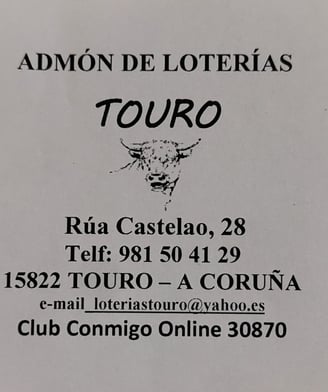 ADMÓN DE LOTERÍAS
TOURO
Rúa Castelao, 28
Telf: 981 50 41 29
15822 TOURO – A CORUÑA
e-mail loteriastouro@yahoo.es
Club Conmigo Online 30870